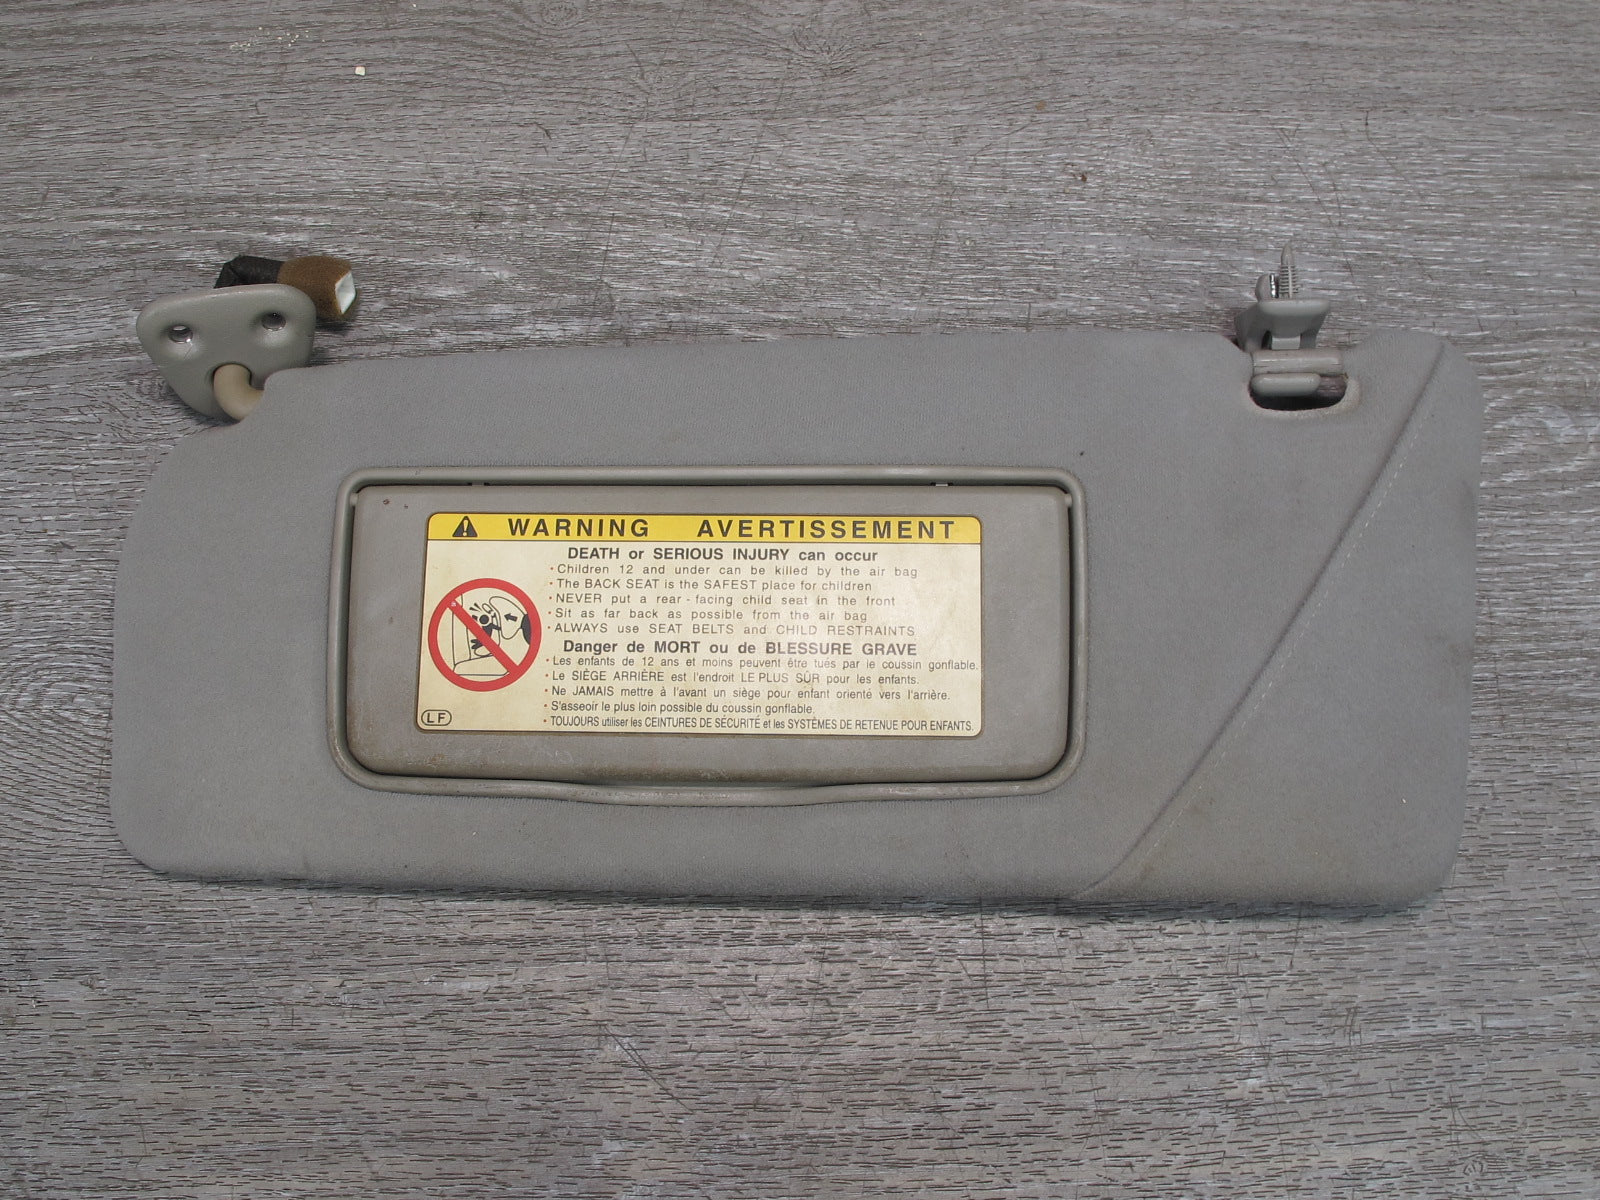 WARNING AVERTISSEMENT
DEATH or SERIOUS INJURY can occur
· Children 12 and under can be killed by the air bag
· The BACK SEAT is the SAFEST place for children
· NEVER put a rear - facing child seat in the front
· Sit as far back as possible from the air bag
· ALWAYS use SEAT BELTS and CHILD RESTRAINTS
Danger de MORT ou de BLESSURE GRAVE
· Les enfants de 12 ans et moins peuvent être tués par le coussin gonflable.
· Le SIÈGE ARRIÈRE est l'endroit LE PLUS SÛR pour les enfants.
· Ne JAMAIS mettre à l'avant un siège pour enfant orienté vers l'arrière.
· S'asseoir le plus loin possible du coussin gonflable.
· TOUJOURS utiliser les CEINTURES DE SÉCURITÉ et les SYSTÈMES DE RETENUE POUR ENFANTS.
LF